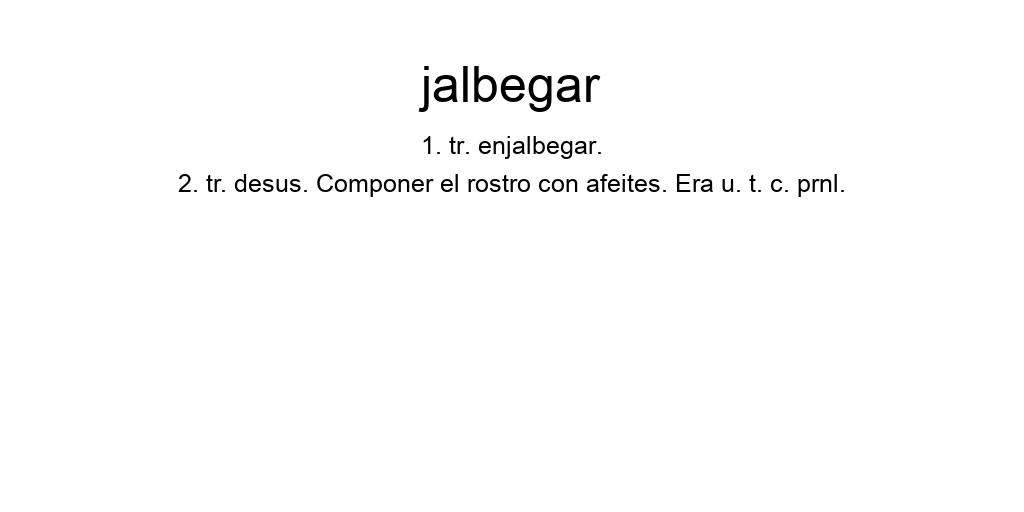 jalbegar
1. tr. enjalbegar.
2. tr. desus. Componer el rostro con afeites. Era u. t. c. prnl.